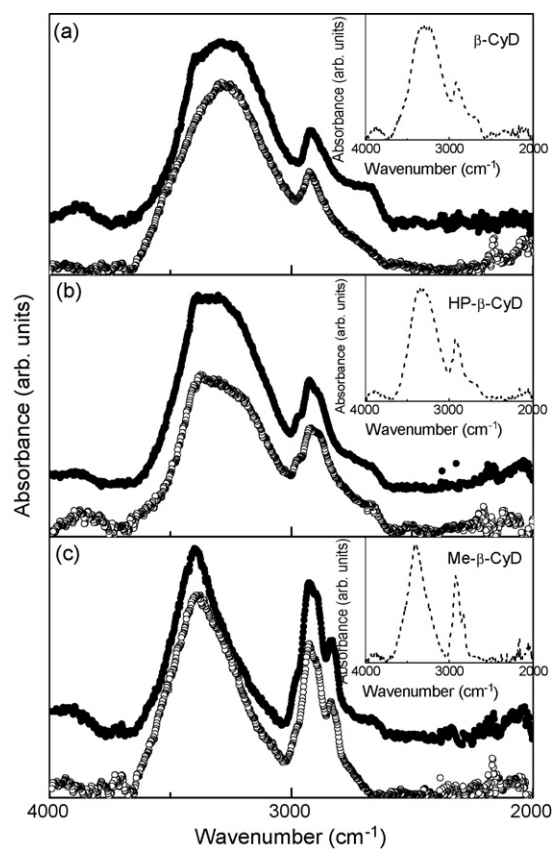 (a)
β-CyD
Absorbance (arb. units)
4000 3000 2000
Wavenumber (cm-1)
(b)
HP-β-CyD
Absorbance (arb. units)
4000 3000 2000
Wavenumber (cm-1)
(c)
Me-β-CyD
Absorbance (arb. units)
4000 3000 2000
Wavenumber (cm-1)
Absorbance (arb. units)
4000 3000 2000
Wavenumber (cm-1)